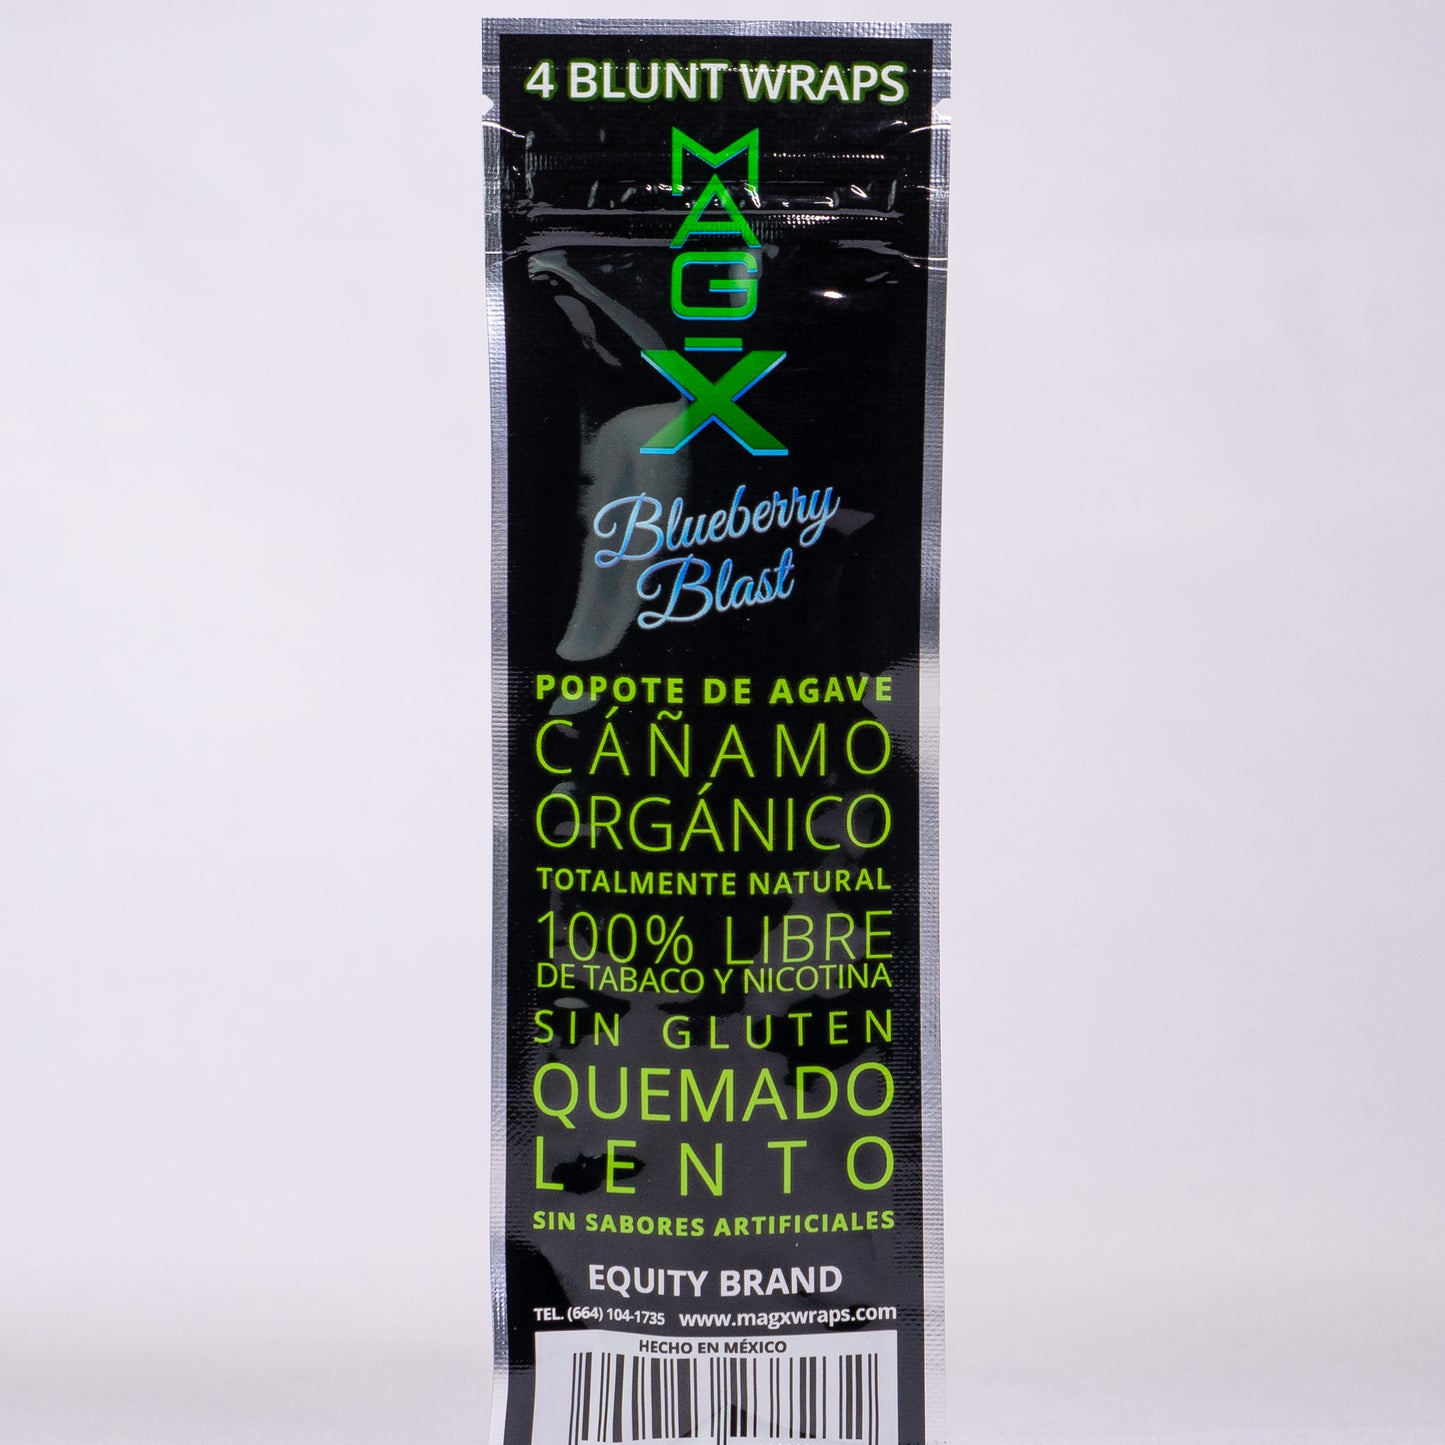 4 BLUNT WRAPS
MAG-X
Blueberry
Blast
POPOTE DE AGAVE
CÁÑAMO
ORGÁNICO
TOTALMENTE NATURAL
100% LIBRE
DE TABACO Y NICOTINA
SIN GLUTEN
QUEMADO
LENTO
SIN SABORES ARTIFICIALES
EQUITY BRAND
TEL. (664) 104-1735 www.magxwraps.com
HECHO EN MÉXICO